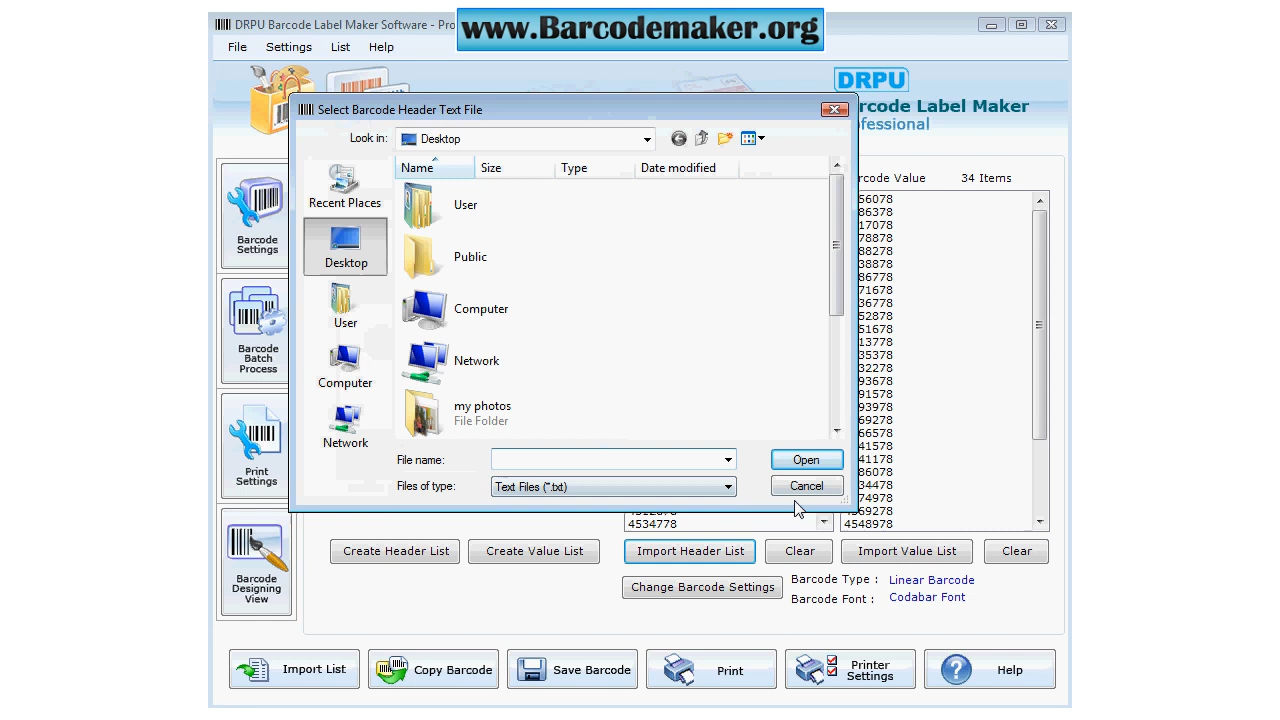 DRPU Barcode Label Maker Software - Pro
www.Barcodemaker.org
File Settings List Help
DRPU
rcode Label Maker
ofessional
Select Barcode Header Text File
Look in: Desktop
Name Size Type Date modified
Recent Places
Desktop
User
Computer
Network
User
Public
Computer
Network
my photos
File Folder
File name:
Open
Files of type: Text Files (*.txt)
Cancel
Barcode
Settings
Barcode
Batch
Process
Print
Settings
Barcode
Designing
View
rcode Value 34 Items
56078
86378
17078
78878
88278
38878
86778
71678
36778
52878
51678
13778
35378
32278
93678
91578
93978
69278
66578
41578
41178
86078
34478
74978
4569278
4548978
4534778
Create Header List Create Value List Import Header List Clear Import Value List Clear
Change Barcode Settings
Barcode Type : Linear Barcode
Barcode Font : Codabar Font
Import List Copy Barcode Save Barcode Print Printer
Settings Help